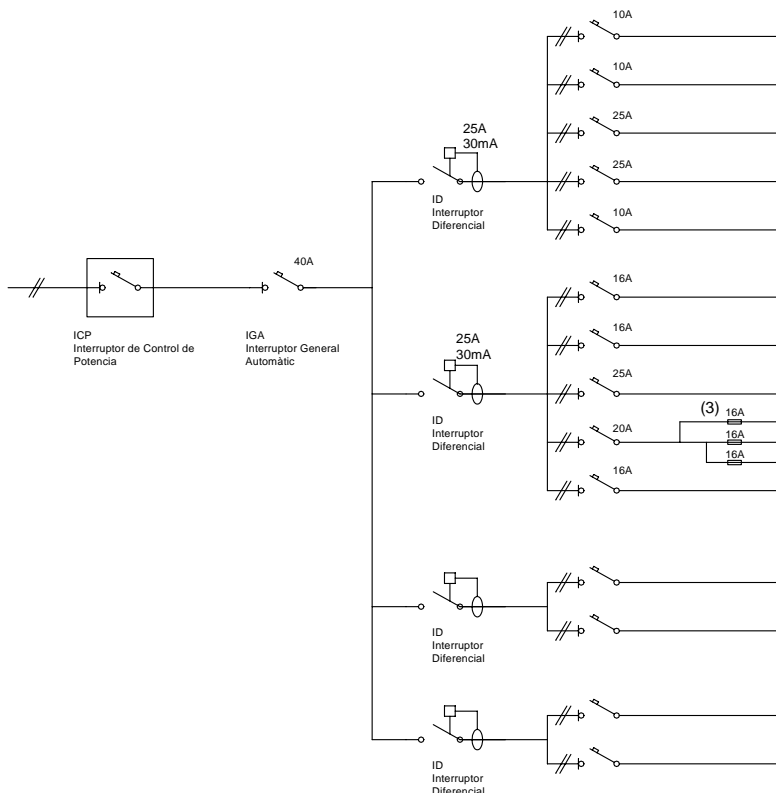 10A
10A
25A
25A
30mA
25A
ID
Interruptor
Diferencial
10A
40A
16A
ICP
Interruptor de Control de
Potencia
IGA
Interruptor General
Automàtic
16A
25A
30mA
25A
ID
Interruptor
Diferencial
20A
(3) 16A
16A
16A
16A
ID
Interruptor
Diferencial
ID
Interruptor
Diferencial